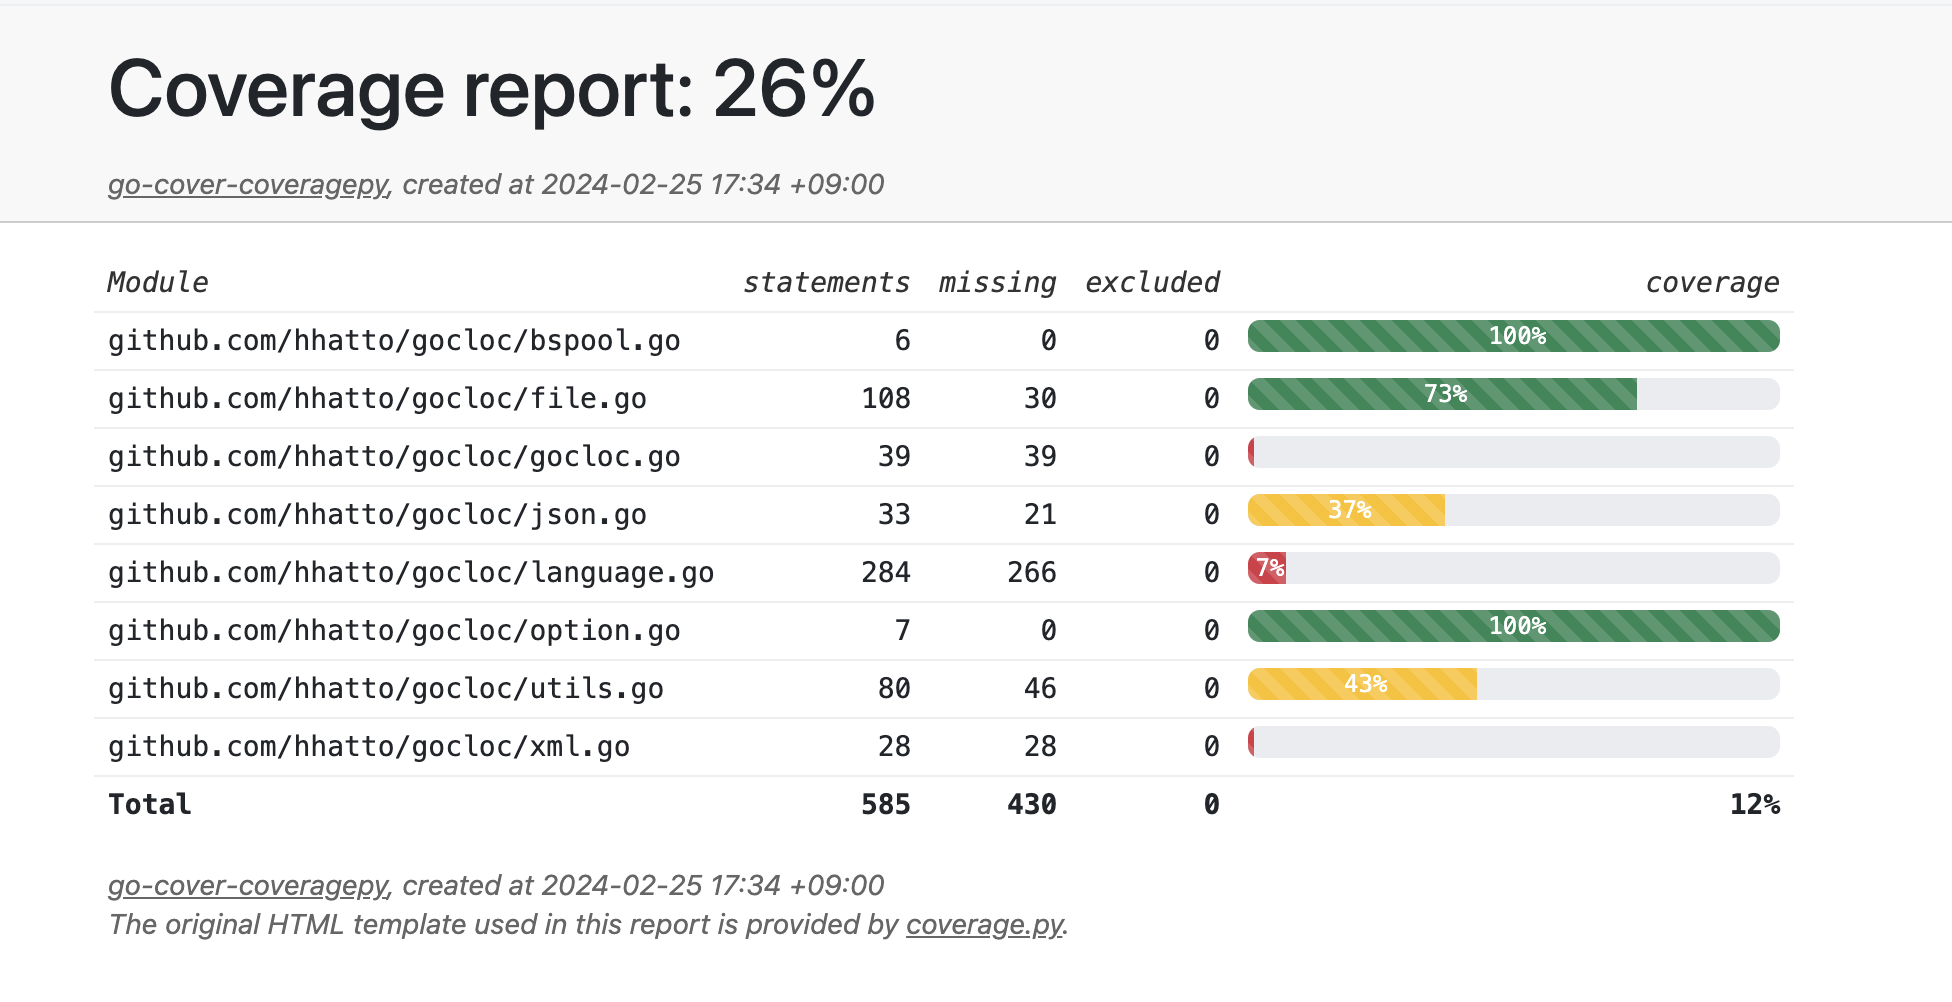 Coverage report: 26%
go-cover-coveragepy, created at 2024-02-25 17:34 +09:00
Module statements missing excluded coverage
github.com/hhatto/gocloc/bspool.go 6 0 0 100%
github.com/hhatto/gocloc/file.go 108 30 0 73%
github.com/hhatto/gocloc/gocloc.go 39 39 0
github.com/hhatto/gocloc/json.go 33 21 0 37%
github.com/hhatto/gocloc/language.go 284 266 0 7%
github.com/hhatto/gocloc/option.go 7 0 0 100%
github.com/hhatto/gocloc/utils.go 80 46 0 43%
github.com/hhatto/gocloc/xml.go 28 28 0
Total 585 430 0 12%
go-cover-coveragepy, created at 2024-02-25 17:34 +09:00
The original HTML template used in this report is provided by coverage.py.